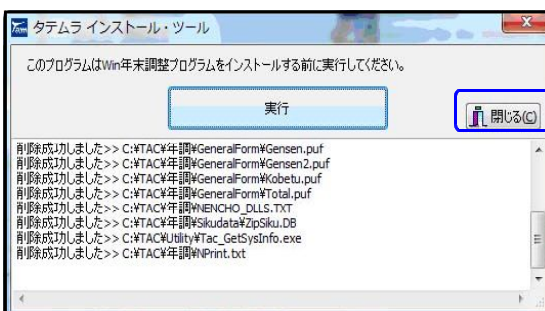 タテムラ インストール・ツール
このプログラムはWin年末調整プログラムをインストールする前に実行してください。
実行
閉じる(C)
削除成功しました>> C:¥TAC¥年調¥GeneralForm¥Gensen.puf
削除成功しました>> C:¥TAC¥年調¥GeneralForm¥Gensen2.puf
削除成功しました>> C:¥TAC¥年調¥GeneralForm¥Kobetu.puf
削除成功しました>> C:¥TAC¥年調¥GeneralForm¥Total.puf
削除成功しました>> C:¥TAC¥年調¥NENCHO_DLLS.TXT
削除成功しました>> C:¥TAC¥年調¥Sikudata¥ZipSiku.DB
削除成功しました>> C:¥TAC¥Utility¥Tac_GetSysInfo.exe
削除成功しました>> C:¥TAC¥年調¥NPrint.txt